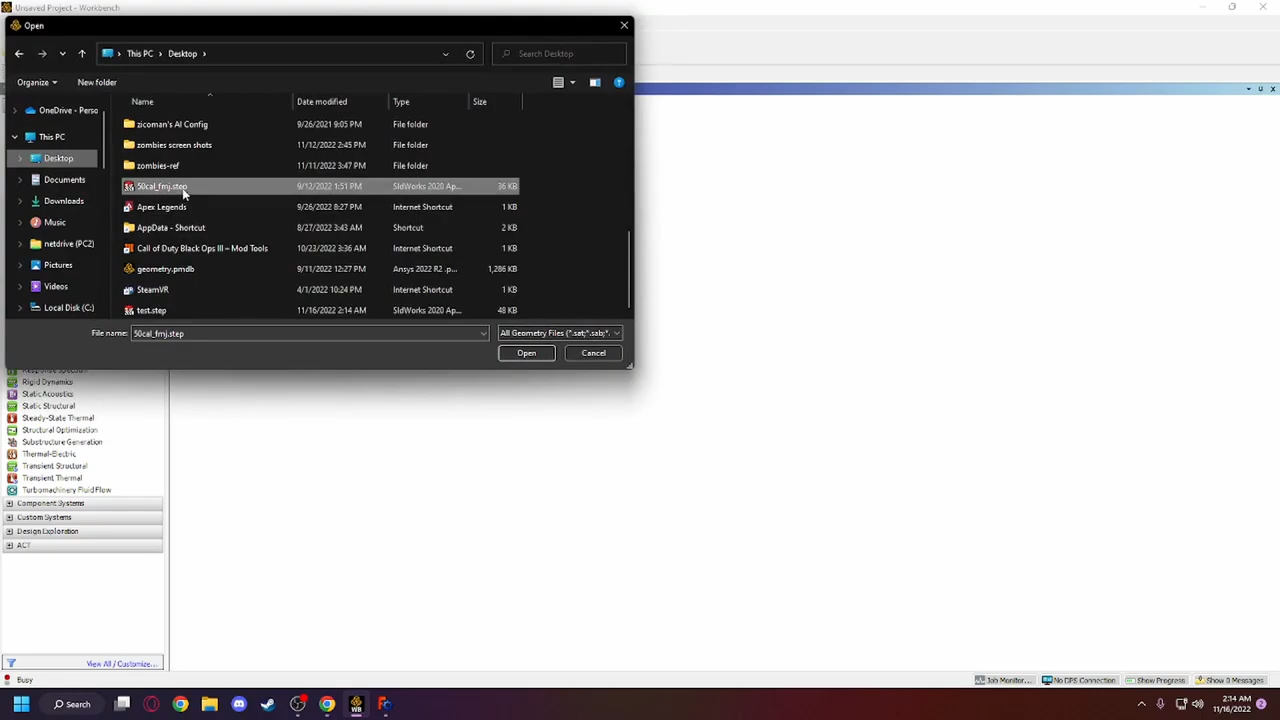 Unsaved Project - Workbench
Open
This PC
Desktop
Search Desktop
Organize
New folder
Name
Date modified
Type
Size
OneDrive - Perso
This PC
Desktop
Documents
Downloads
Music
netdrive (PC2)
Pictures
Videos
Local Disk (C:)
zicoman's AI Config 9/26/2021 9:05 PM File folder
zombies screen shots 11/12/2022 2:45 PM File folder
zombies-ref 11/11/2022 3:47 PM File folder
50cal_fmj.step 9/12/2022 1:51 PM SldWorks 2020 Ap... 36 KB
Apex Legends 9/26/2022 8:27 PM Internet Shortcut 1 KB
AppData - Shortcut 8/27/2022 3:43 AM Shortcut 2 KB
Call of Duty Black Ops III – Mod Tools 10/23/2022 3:36 AM Internet Shortcut 1 KB
geometry.pmdb 9/11/2022 12:27 PM Ansys 2022 R2 .p... 1,286 KB
SteamVR 4/1/2022 10:24 PM Internet Shortcut 1 KB
test.step 11/16/2022 2:14 AM SldWorks 2020 Ap... 48 KB
File name: 50cal_fmj.step
All Geometry Files (*.sat;*.sab;*.
Open
Cancel
Response Spectrum
Rigid Dynamics
Static Acoustics
Static Structural
Steady-State Thermal
Structural Optimization
Substructure Generation
Thermal-Electric
Transient Structural
Transient Thermal
Turbomachinery Fluid Flow
Component Systems
Custom Systems
Design Exploration
ACT
View All / Customize...
Busy
Job Monitor...
No DPS Connection
Show Progress
Show 0 Messages
Search
WB
2:14 AM
11/16/2022
2